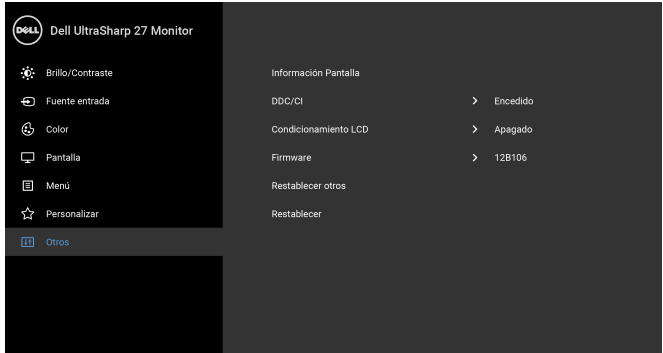 DELL Dell UltraSharp 27 Monitor
Brillo/Contraste
Fuente entrada
Color
Pantalla
Menú
Personalizar
Otros
Información Pantalla
DDC/CI > Encedido
Condicionamiento LCD > Apagado
Firmware > 12B106
Restablecer otros
Restablecer